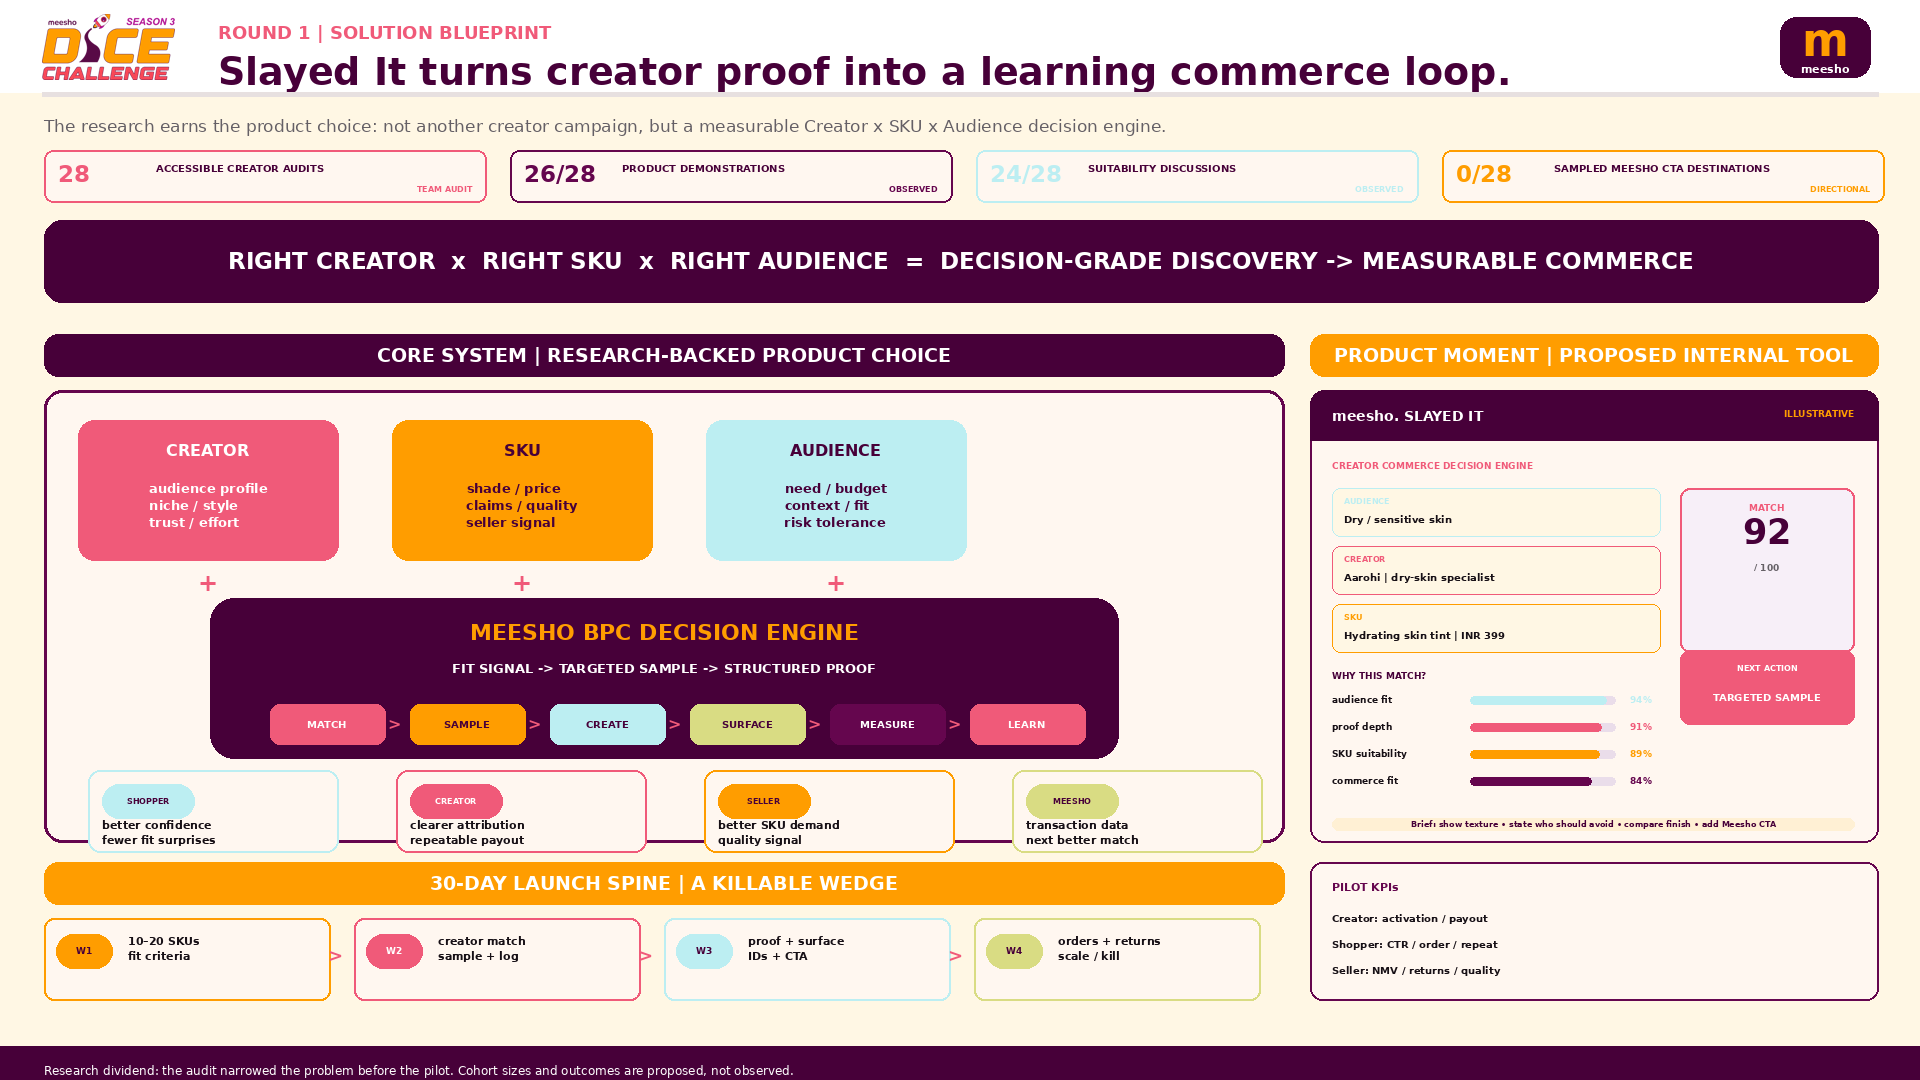 meesho SEASON 3
DICE
CHALLENGE
ROUND 1 | SOLUTION BLUEPRINT
Slayed It turns creator proof into a learning commerce loop.
m
meesho
The research earns the product choice: not another creator campaign, but a measurable Creator x SKU x Audience decision engine.
28 ACCESSIBLE CREATOR AUDITS
TEAM AUDIT
26/28 PRODUCT DEMONSTRATIONS
OBSERVED
24/28 SUITABILITY DISCUSSIONS
OBSERVED
0/28 SAMPLED MEESHO CTA DESTINATIONS
DIRECTIONAL
RIGHT CREATOR x RIGHT SKU x RIGHT AUDIENCE = DECISION-GRADE DISCOVERY -> MEASURABLE COMMERCE
CORE SYSTEM | RESEARCH-BACKED PRODUCT CHOICE
CREATOR
audience profile
niche / style
trust / effort
SKU
shade / price
claims / quality
seller signal
AUDIENCE
need / budget
context / fit
risk tolerance
+ + +
MEESHO BPC DECISION ENGINE
FIT SIGNAL -> TARGETED SAMPLE -> STRUCTURED PROOF
MATCH > SAMPLE > CREATE > SURFACE > MEASURE > LEARN
SHOPPER
better confidence
fewer fit surprises
CREATOR
clearer attribution
repeatable payout
SELLER
better SKU demand
quality signal
MEESHO
transaction data
next better match
PRODUCT MOMENT | PROPOSED INTERNAL TOOL
meesho. SLAYED IT
ILLUSTRATIVE
CREATOR COMMERCE DECISION ENGINE
AUDIENCE
Dry / sensitive skin
CREATOR
Aarohi | dry-skin specialist
SKU
Hydrating skin tint | INR 399
MATCH
92
/ 100
NEXT ACTION
TARGETED SAMPLE
WHY THIS MATCH?
audience fit 94%
proof depth 91%
SKU suitability 89%
commerce fit 84%
Brief: show texture • state who should avoid • compare finish • add Meesho CTA
30-DAY LAUNCH SPINE | A KILLABLE WEDGE
W1
10–20 SKUs
fit criteria
>
W2
creator match
sample + log
>
W3
proof + surface
IDs + CTA
>
W4
orders + returns
scale / kill
PILOT KPIs
Creator: activation / payout
Shopper: CTR / order / repeat
Seller: NMV / returns / quality
Research dividend: the audit narrowed the problem before the pilot. Cohort sizes and outcomes are proposed, not observed.